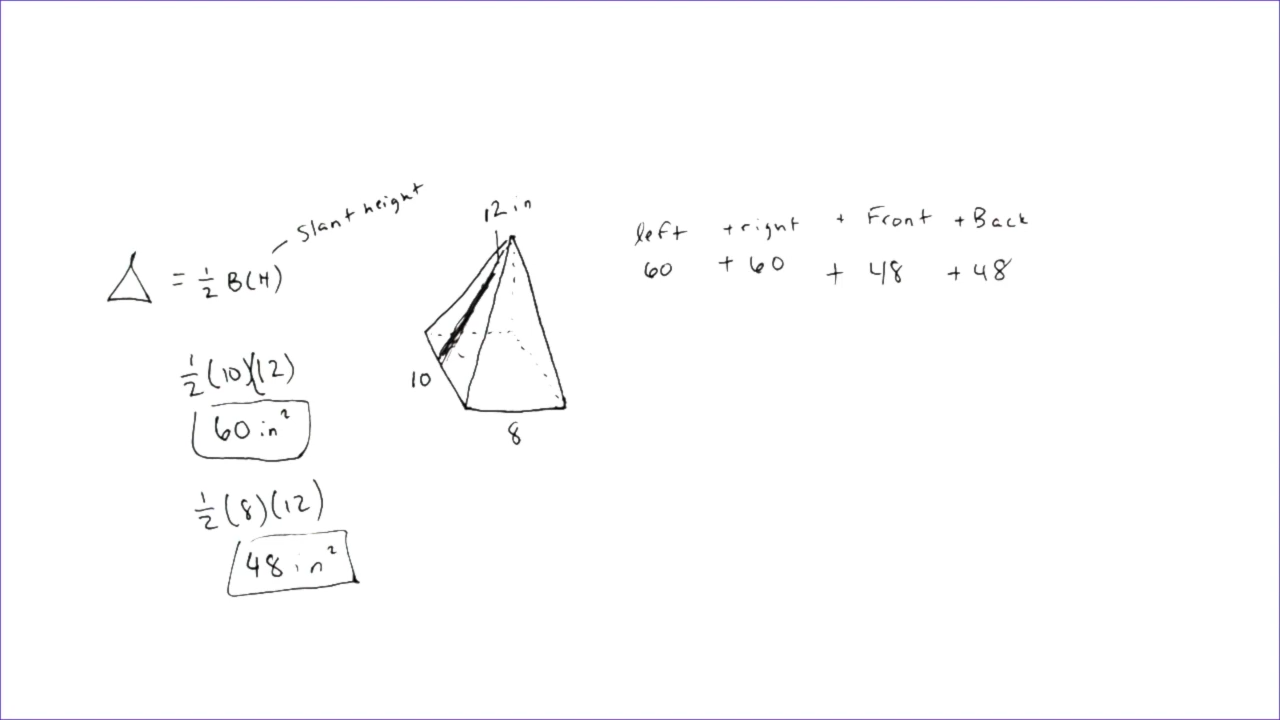 Slant height
= 1/2 B(H)
1/2 (10)(12)
60 in²
1/2 (8)(12)
48 in²
12 in
10
8
left + right + Front + Back
60 + 60 + 48 + 48